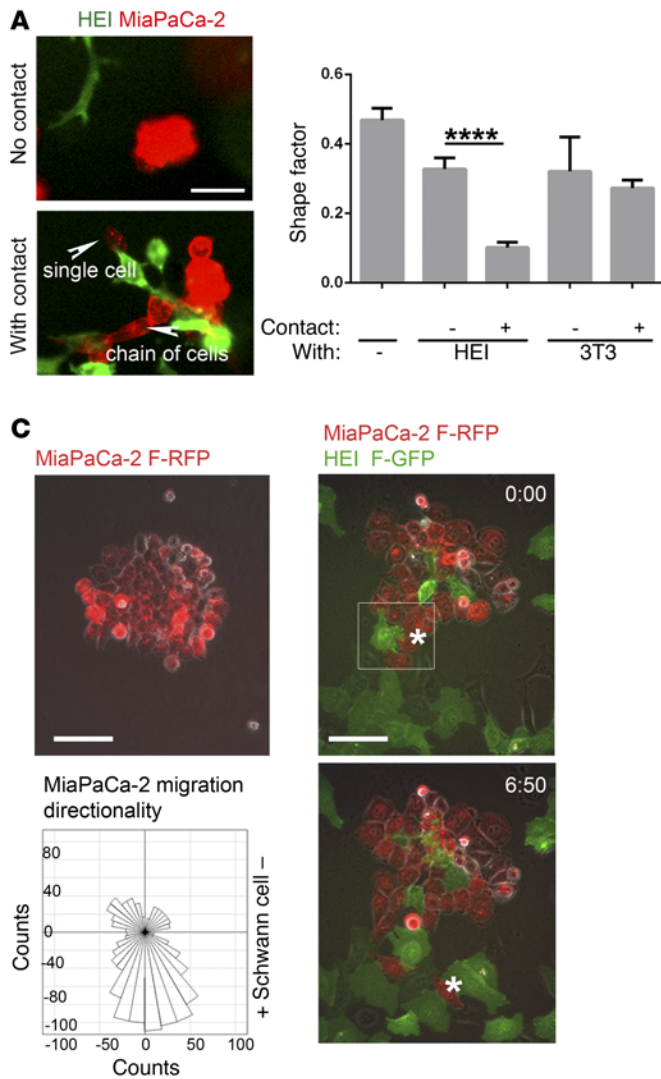 A
HEI MiaPaCa-2
No contact
With contact
single cell
chain of cells
Shape factor
0.6
0.4
0.2
0.0
****
Contact: - + - +
With: - HEI 3T3
C
MiaPaCa-2 F-RFP
MiaPaCa-2 F-RFP
HEI F-GFP
0:00
*
6:50
*
MiaPaCa-2 migration
directionality
Counts
80
40
0
-40
-80
-100
-100 -50 0 50 100
Counts
+ Schwann cell –